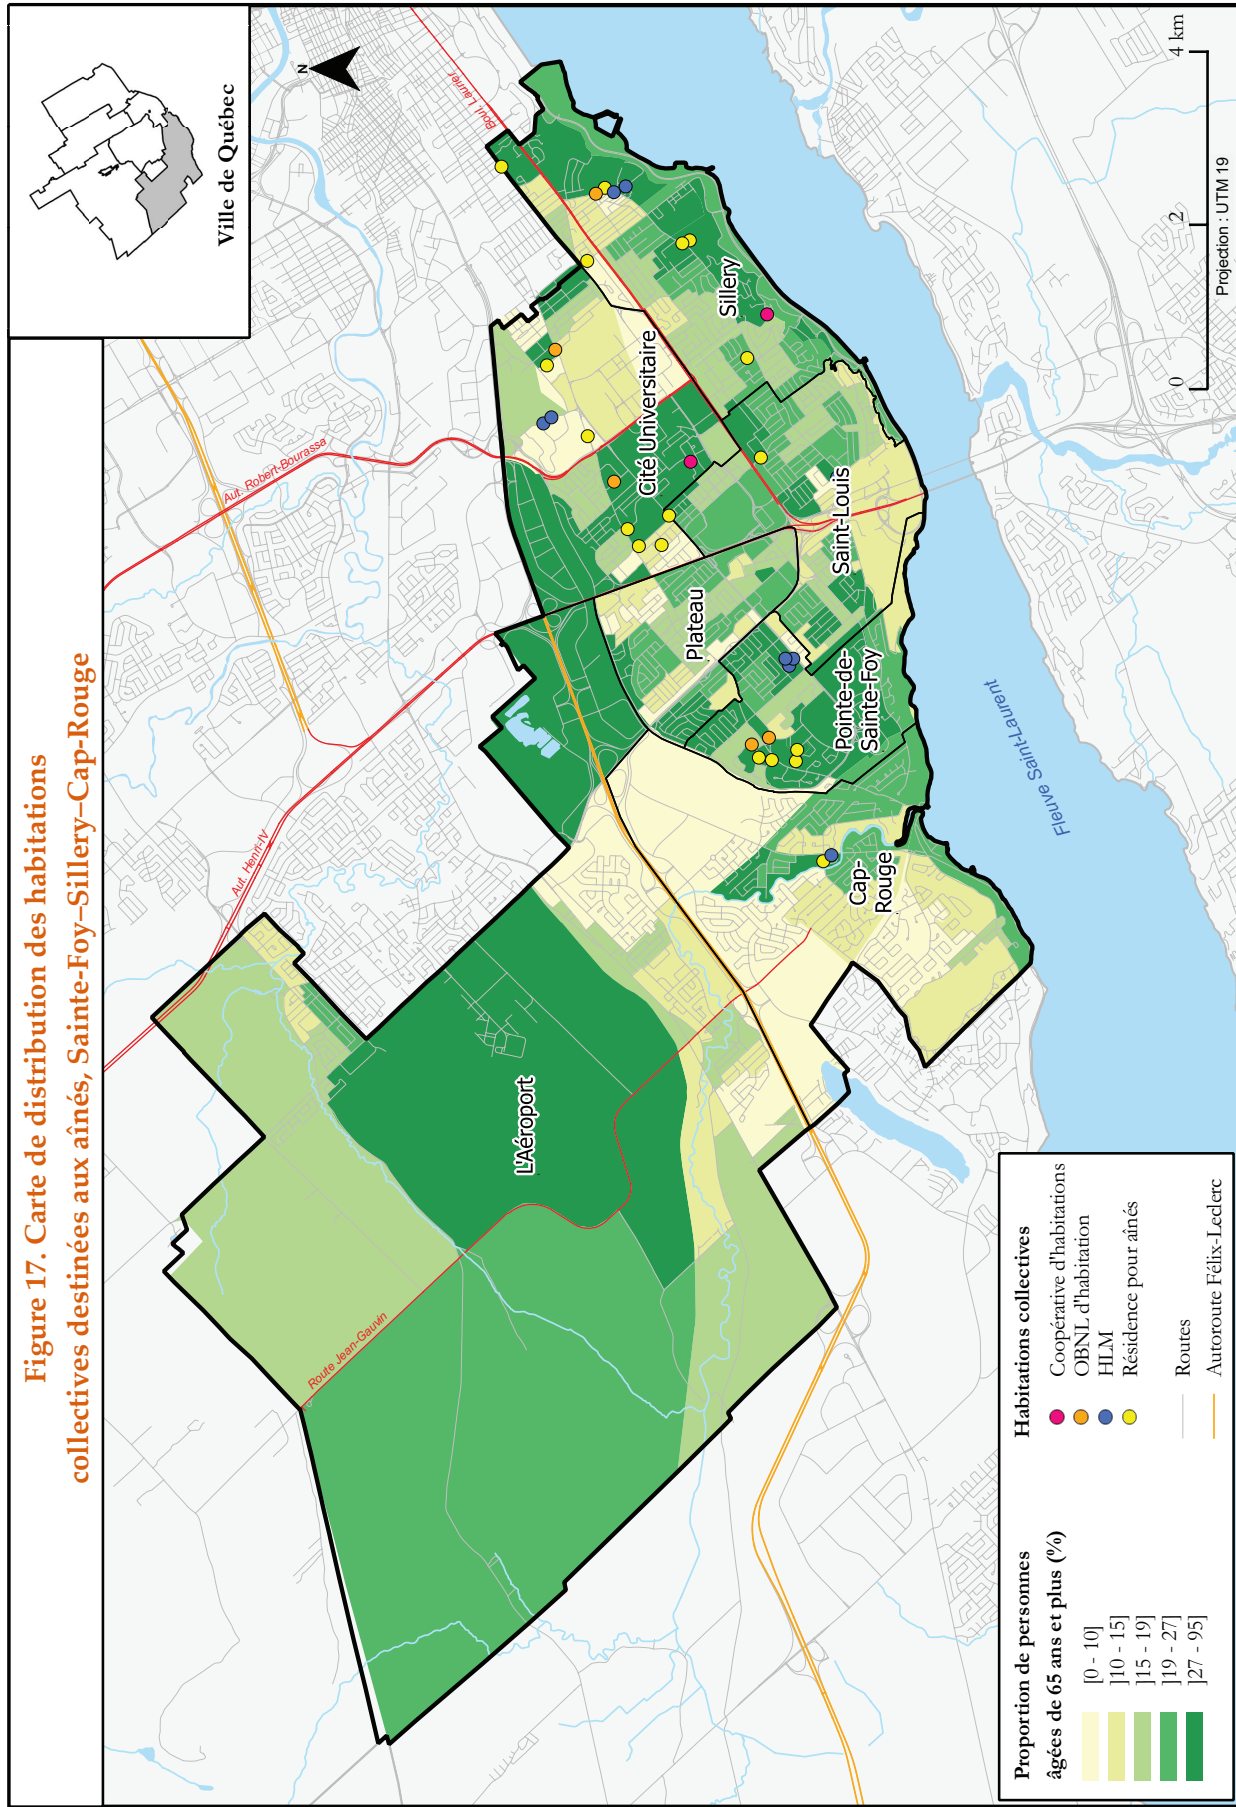 Figure 17. Carte de distribution des habitations
collectives destinées aux aînés, Sainte-Foy–Sillery–Cap-Rouge
Ville de Québec
N
Boul. Laurier
Aut. Robert-Bourassa
Aut. Henri-IV
Route Jean-Gauvin
L'Aéroport
Cité Universitaire
Sillery
Plateau
Saint-Louis
Pointe-de-
Sainte-Foy
Cap-
Rouge
Fleuve Saint-Laurent
Proportion de personnes
âgées de 65 ans et plus (%)
[0 - 10]
]10 - 15]
]15 - 19]
]19 - 27]
]27 - 95]
Habitations collectives
Coopérative d'habitations
OBNL d'habitation
HLM
Résidence pour ainés
Routes
Autoroute Félix-Leclerc
0
2
4 km
Projection : UTM 19